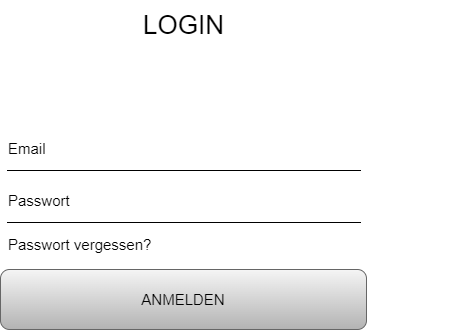 LOGIN
Email
Passwort
Passwort vergessen?
ANMELDEN